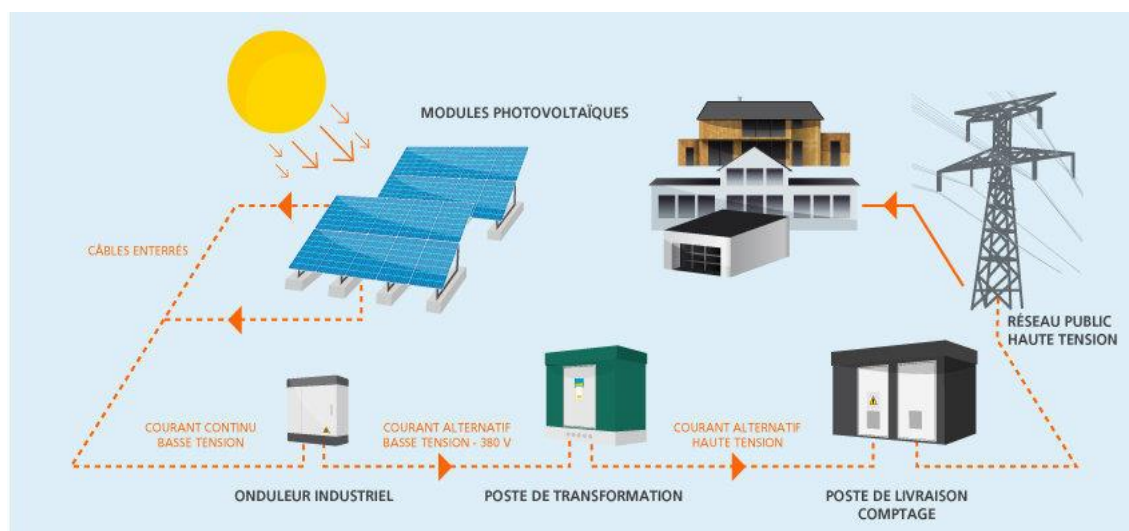 MODULES PHOTOVOLTAÏQUES
CÂBLES ENTERRÉS
RÉSEAU PUBLIC
HAUTE TENSION
COURANT CONTINU
BASSE TENSION
COURANT ALTERNATIF
BASSE TENSION - 380 V
COURANT ALTERNATIF
HAUTE TENSION
ONDULEUR INDUSTRIEL
POSTE DE TRANSFORMATION
POSTE DE LIVRAISON
COMPTAGE